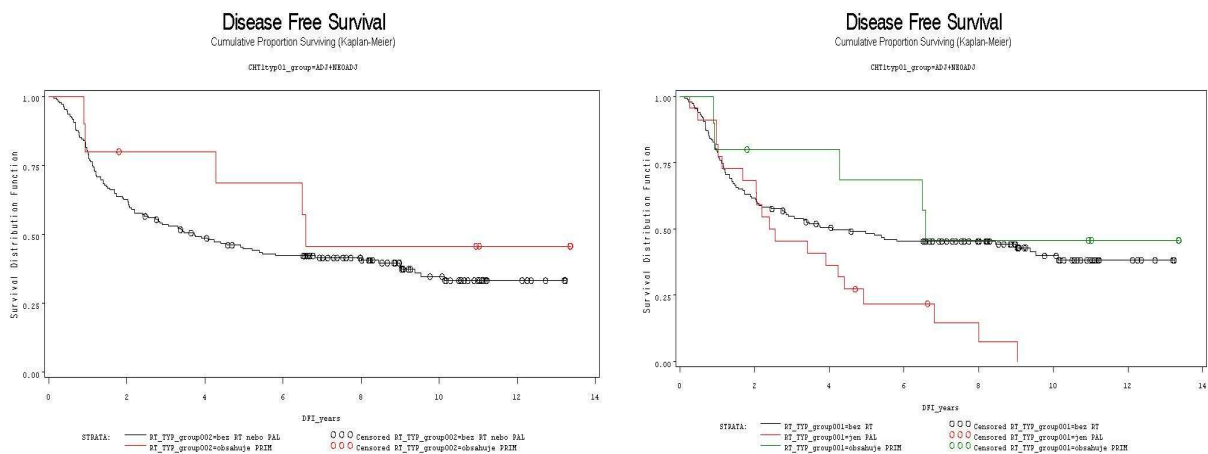 Disease Free Survival
Cumulative Proportion Surviving (Kaplan-Meier)
CHT1typ01_group=ADJ+NEOADJ
Survival Distribution Function
1.00
0.75
0.50
0.25
0.00
0 2 4 6 8 10 12 14
DFI_years
STRATA: RT_TYP_group002=bez RT nebo PAL Censored RT_TYP_group002=bez RT nebo PAL
RT_TYP_group002=obsahuje PRIM Censored RT_TYP_group002=obsahuje PRIM
Disease Free Survival
Cumulative Proportion Surviving (Kaplan-Meier)
CHT1typ01_group=ADJ+NEOADJ
Survival Distribution Function
1.00
0.75
0.50
0.25
0.00
0 2 4 6 8 10 12 14
DFI_years
STRATA: RT_TYP_group001=bez RT Censored RT_TYP_group001=bez RT
RT_TYP_group001=jen PAL Censored RT_TYP_group001=jen PAL
RT_TYP_group001=obsahuje PRIM Censored RT_TYP_group001=obsahuje PRIM